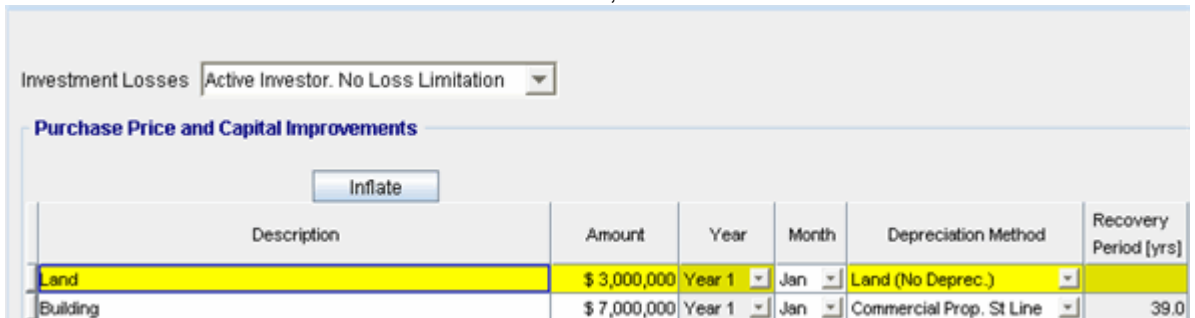 Investment Losses Active Investor. No Loss Limitation
Purchase Price and Capital Improvements
Inflate
Description Amount Year Month Depreciation Method Recovery
Period [yrs]
Land $ 3,000,000 Year 1 Jan Land (No Deprec.)
Building $ 7,000,000 Year 1 Jan Commercial Prop. St Line 39.0